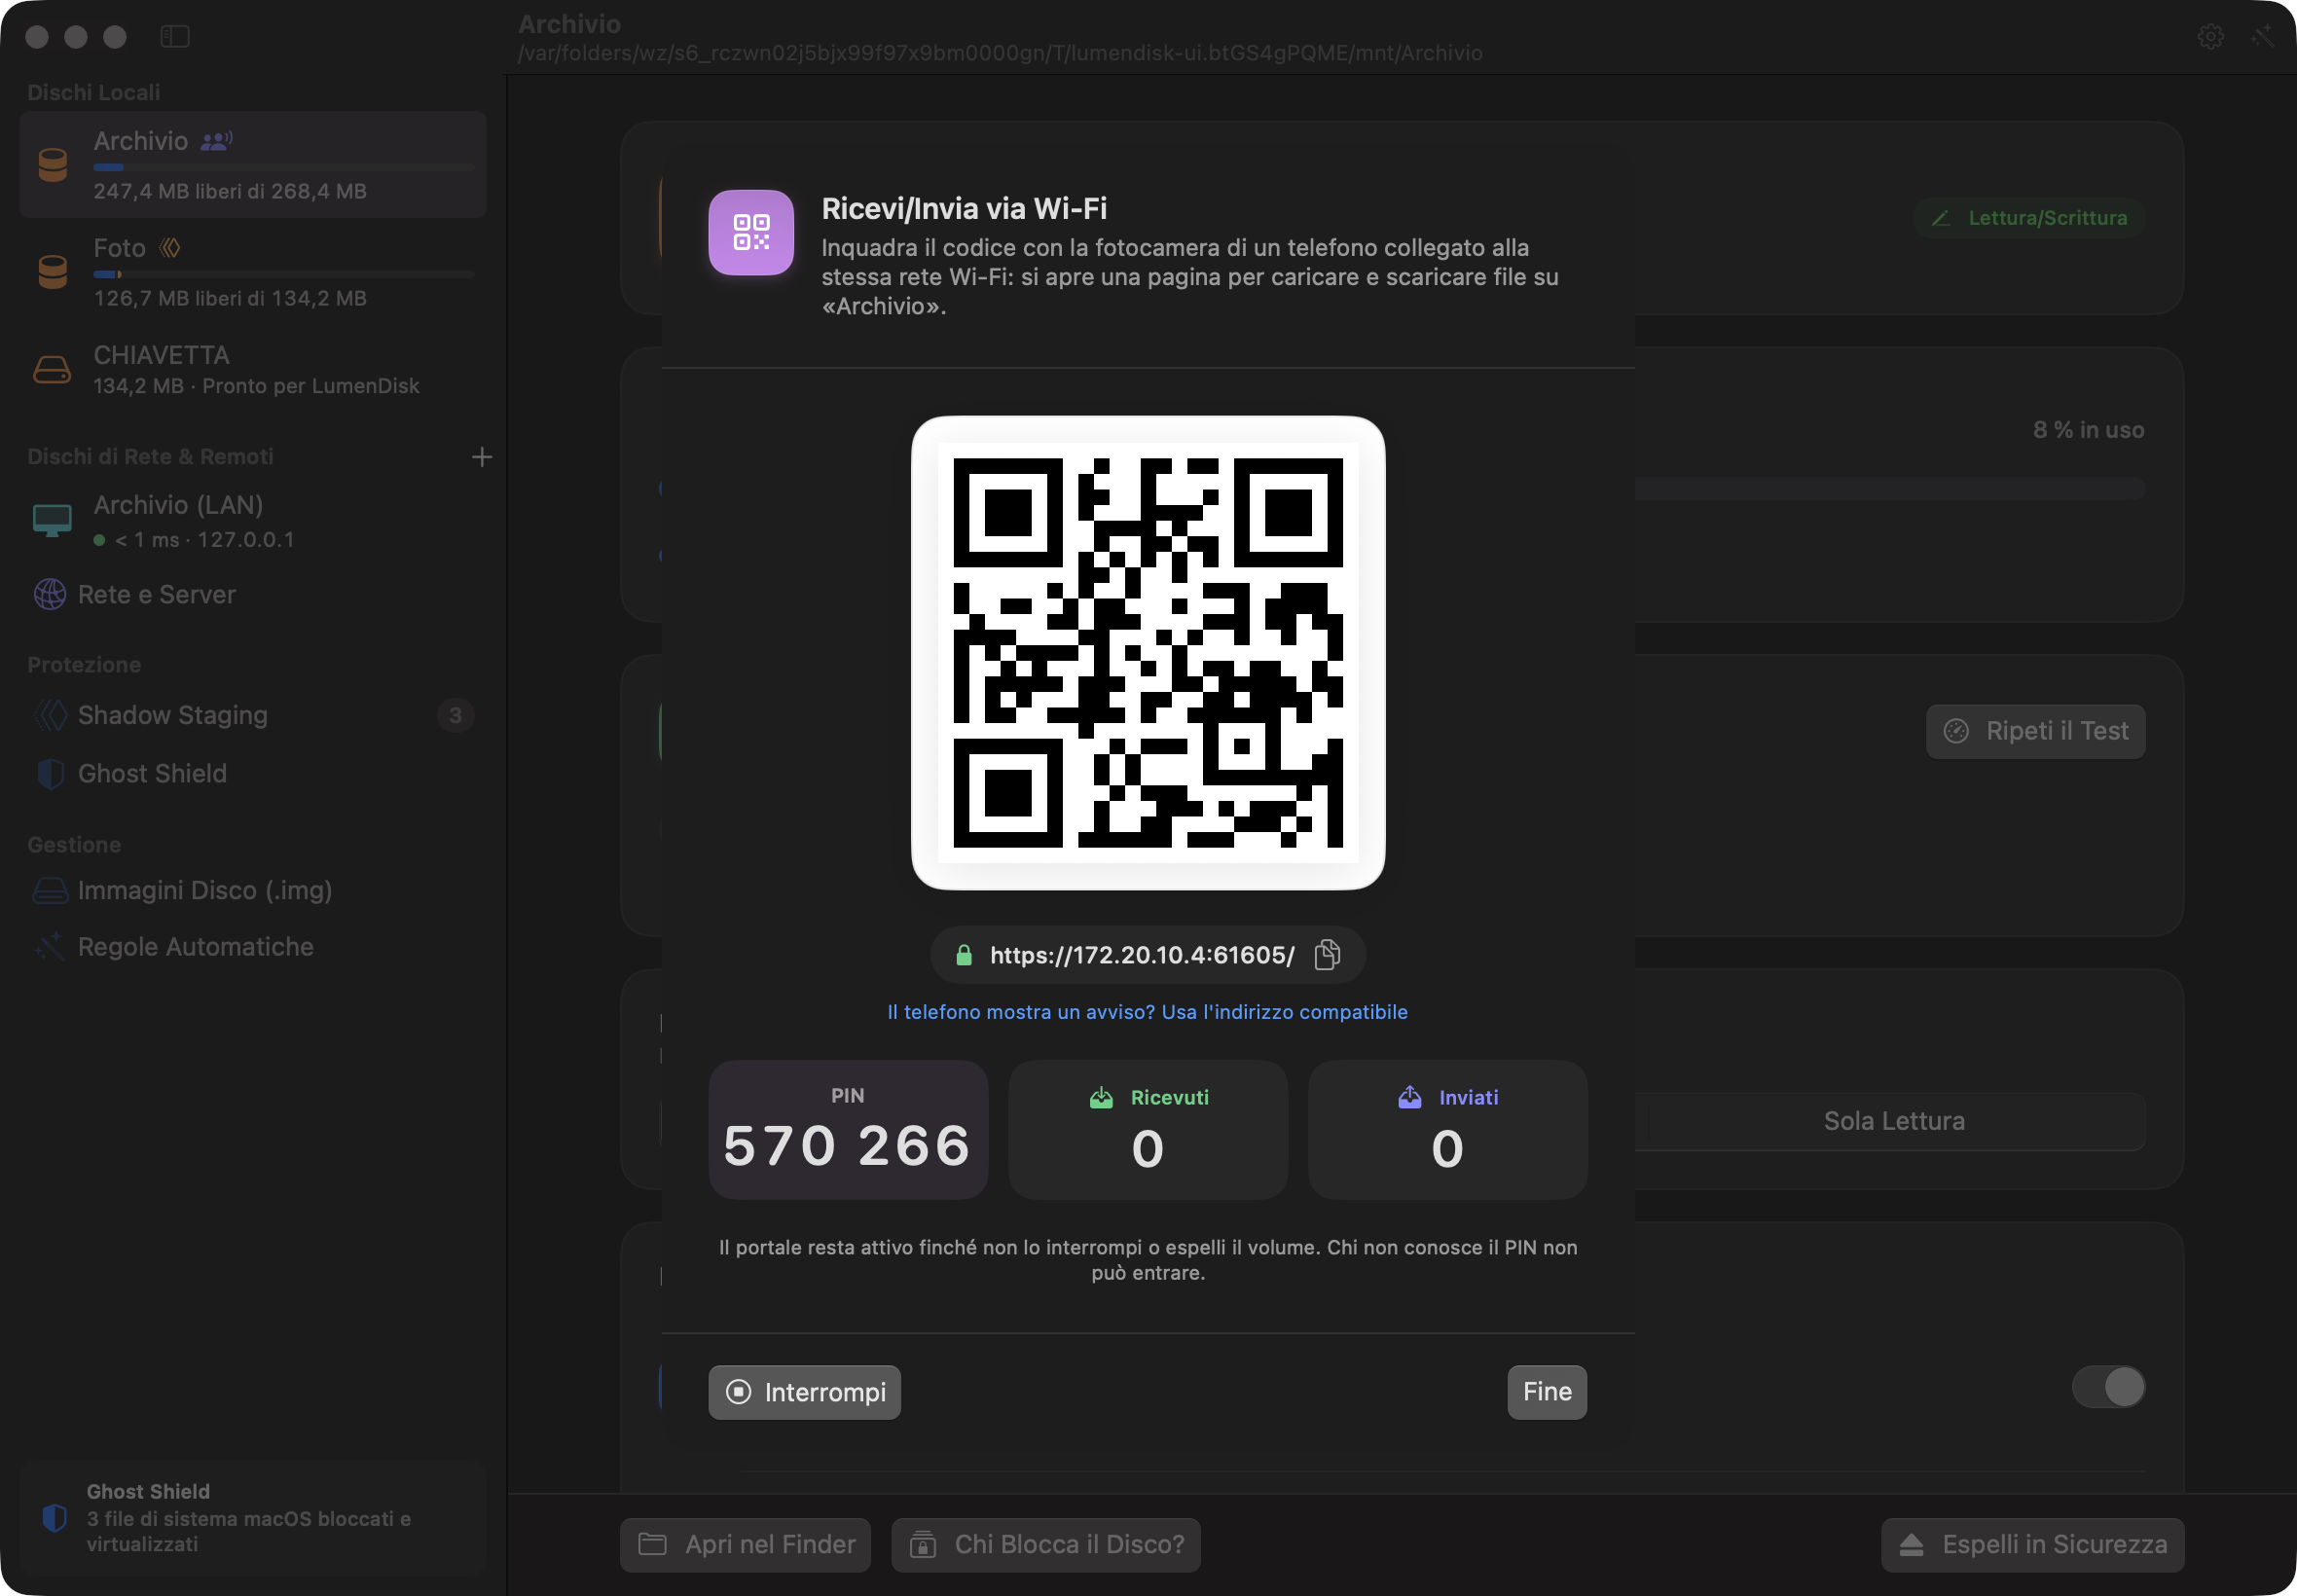 Archivio
/var/folders/wz/s6_rczwn02j5bjx99f97x9bm0000gn/T/lumendisk-ui.btGS4gPQME/mnt/Archivio
Dischi Locali
Archivio
247,4 MB liberi di 268,4 MB
Foto
126,7 MB liberi di 134,2 MB
CHIAVETTA
134,2 MB · Pronto per LumenDisk
Dischi di Rete & Remoti
Archivio (LAN)
< 1 ms · 127.0.0.1
Rete e Server
Protezione
Shadow Staging
3
Ghost Shield
Gestione
Immagini Disco (.img)
Regole Automatiche
Ghost Shield
3 file di sistema macOS bloccati e
virtualizzati
Ricevi/Invia via Wi-Fi
Inquadra il codice con la fotocamera di un telefono collegato alla
stessa rete Wi-Fi: si apre una pagina per caricare e scaricare file su
«Archivio».
https://172.20.10.4:61605/
Il telefono mostra un avviso? Usa l'indirizzo compatibile
PIN
570 266
Ricevuti
0
Inviati
0
Il portale resta attivo finché non lo interrompi o espelli il volume. Chi non conosce il PIN non
può entrare.
Interrompi
Fine
Lettura/Scrittura
8 % in uso
Ripeti il Test
Sola Lettura
Apri nel Finder
Chi Blocca il Disco?
Espelli in Sicurezza